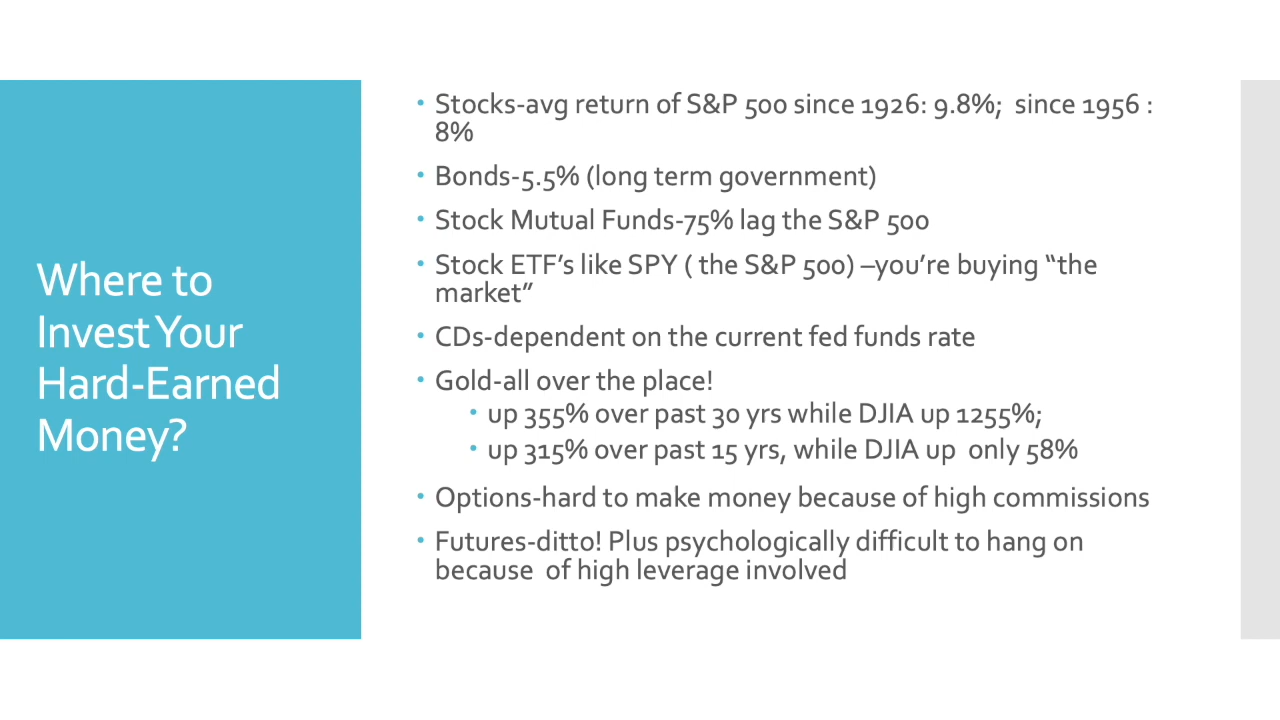 Where to
Invest Your
Hard-Earned
Money?
• Stocks-avg return of S&P 500 since 1926: 9.8%;  since 1956 :
8%
• Bonds-5.5% (long term government)
• Stock Mutual Funds-75% lag the S&P 500
• Stock ETF’s like SPY ( the S&P 500) –you’re buying “the
market”
• CDs-dependent on the current fed funds rate
• Gold-all over the place!
• up 355% over past 30 yrs while DJIA up 1255%;
• up 315% over past 15 yrs, while DJIA up  only 58%
• Options-hard to make money because of high commissions
• Futures-ditto! Plus psychologically difficult to hang on
because  of high leverage involved